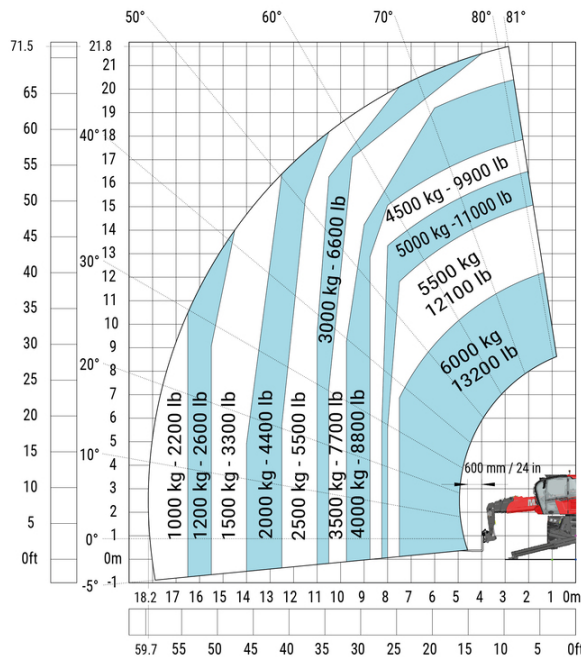 50° 60° 70° 80° 81°
71.5 21.8
21
65 20
19
60 40° 18
17
55
16
50 15
14
45
13
40 30° 12
11
35
10
30 9
8
25 20°
7
20 6
5
15 10° 4
3
10
2
5 1
0°
0ft 0m
-5° -1
4500 kg - 9900 lb
5000 kg -11000 lb
5500 kg
12100 lb
6000 kg
13200 lb
3000 kg - 6600 lb
1000 kg - 2200 lb
1200 kg - 2600 lb
1500 kg - 3300 lb
2000 kg - 4400 lb
2500 kg - 5500 lb
3500 kg - 7700 lb
4000 kg - 8800 lb
600 mm / 24 in
18.2 17 16 15 14 13 12 11 10 9 8 7 6 5 4 3 2 1 0m
59.7 55 50 45 40 35 30 25 20 15 10 5 0ft